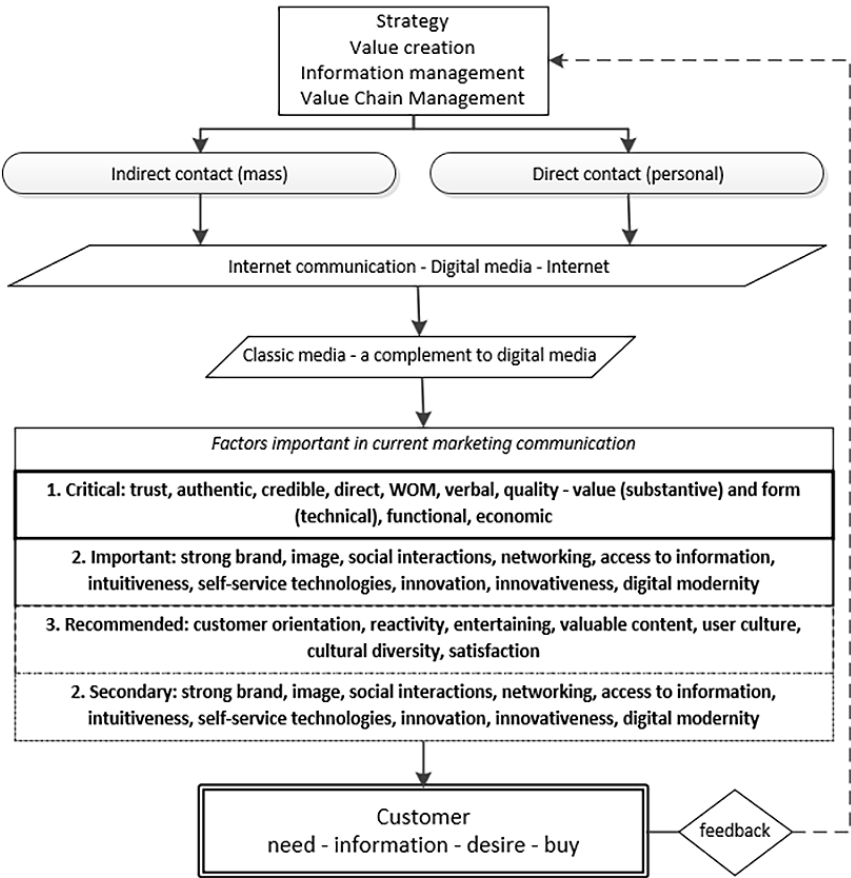 Strategy
Value creation
Information management
Value Chain Management
Indirect contact (mass)
Direct contact (personal)
Internet communication - Digital media - Internet
Classic media - a complement to digital media
Factors important in current marketing communication
1. Critical: trust, authentic, credible, direct, WOM, verbal, quality - value (substantive) and form
(technical), functional, economic
2. Important: strong brand, image, social interactions, networking, access to information,
intuitiveness, self-service technologies, innovation, innovativeness, digital modernity
3. Recommended: customer orientation, reactivity, entertaining, valuable content, user culture,
cultural diversity, satisfaction
2. Secondary: strong brand, image, social interactions, networking, access to information,
intuitiveness, self-service technologies, innovation, innovativeness, digital modernity
Customer
need - information - desire - buy
feedback